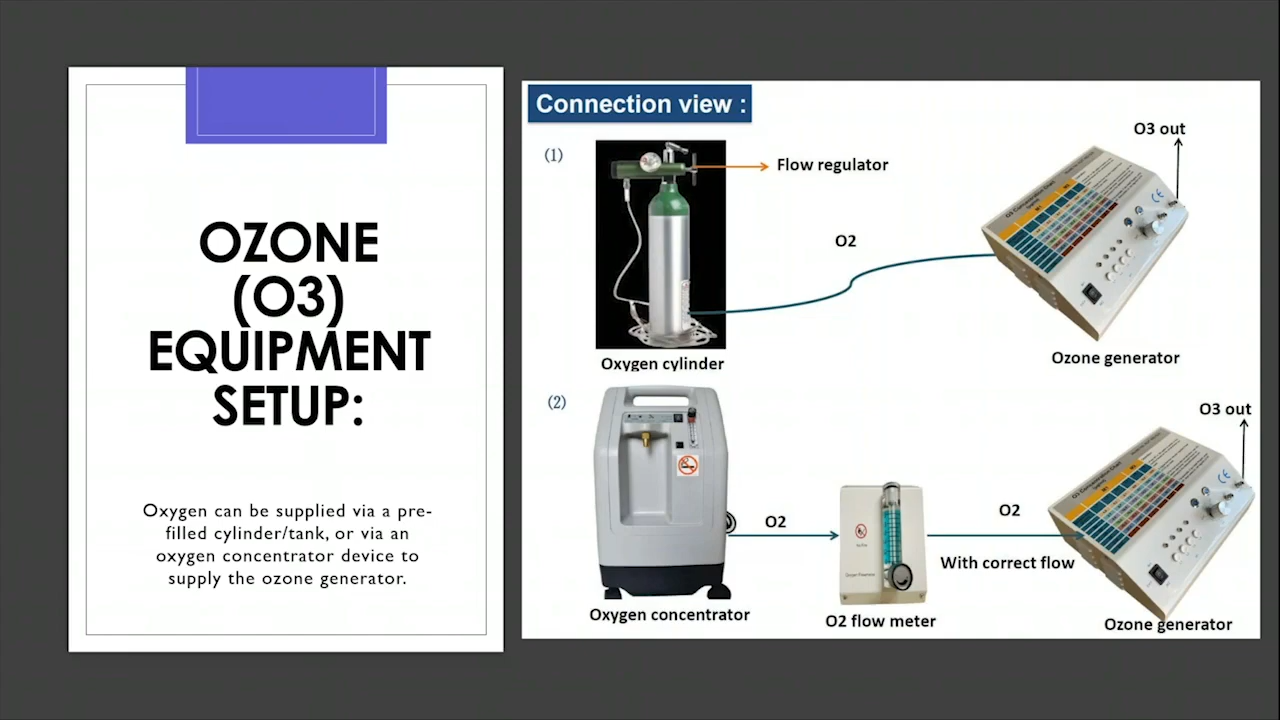 OZONE
(O3)
EQUIPMENT
SETUP:
Oxygen can be supplied via a pre-
filled cylinder/tank, or via an
oxygen concentrator device to
supply the ozone generator.
Connection view :
(1)
Flow regulator
O2
O3 out
Oxygen cylinder
Ozone generator
(2)
O2
O2
With correct flow
O3 out
Oxygen concentrator
O2 flow meter
Ozone generator